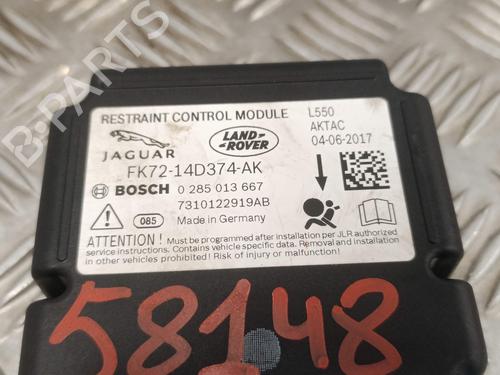 RESTRAINT CONTROL MODULE
L550
AKTAC
04-06-2017
JAGUAR
LAND-
ROVER
FK72-14D374-AK
BOSCH 0 285 013 667
7310122919AB
085 Made in Germany
ATTENTION ! Must be programmed after installation per JLR authorized
service instructions. Contains vehicle specific data. Removal and installation
in other vehicles prohibited! Risk of injury or malfunction!
58148
B-PARTS